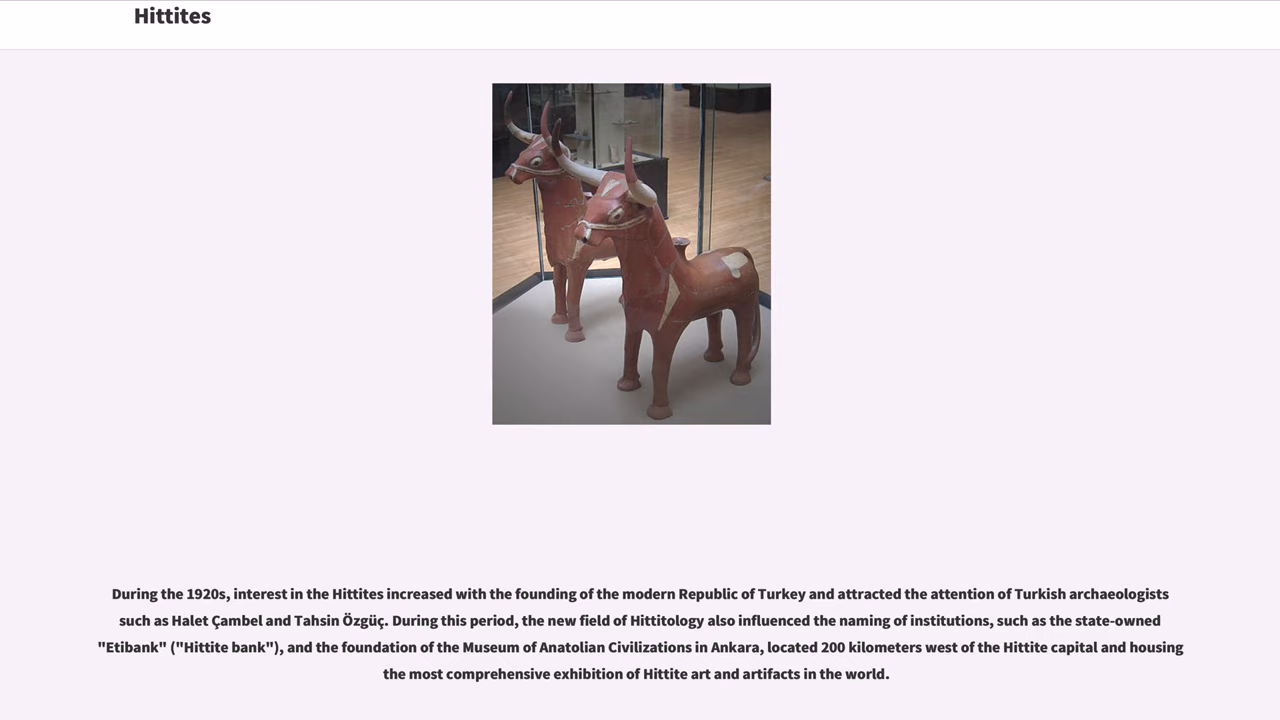 Hittites
During the 1920s, interest in the Hittites increased with the founding of the modern Republic of Turkey and attracted the attention of Turkish archaeologists
such as Halet Çambel and Tahsin Özgüç. During this period, the new field of Hittitology also influenced the naming of institutions, such as the state-owned
"Etibank" ("Hittite bank"), and the foundation of the Museum of Anatolian Civilizations in Ankara, located 200 kilometers west of the Hittite capital and housing
the most comprehensive exhibition of Hittite art and artifacts in the world.